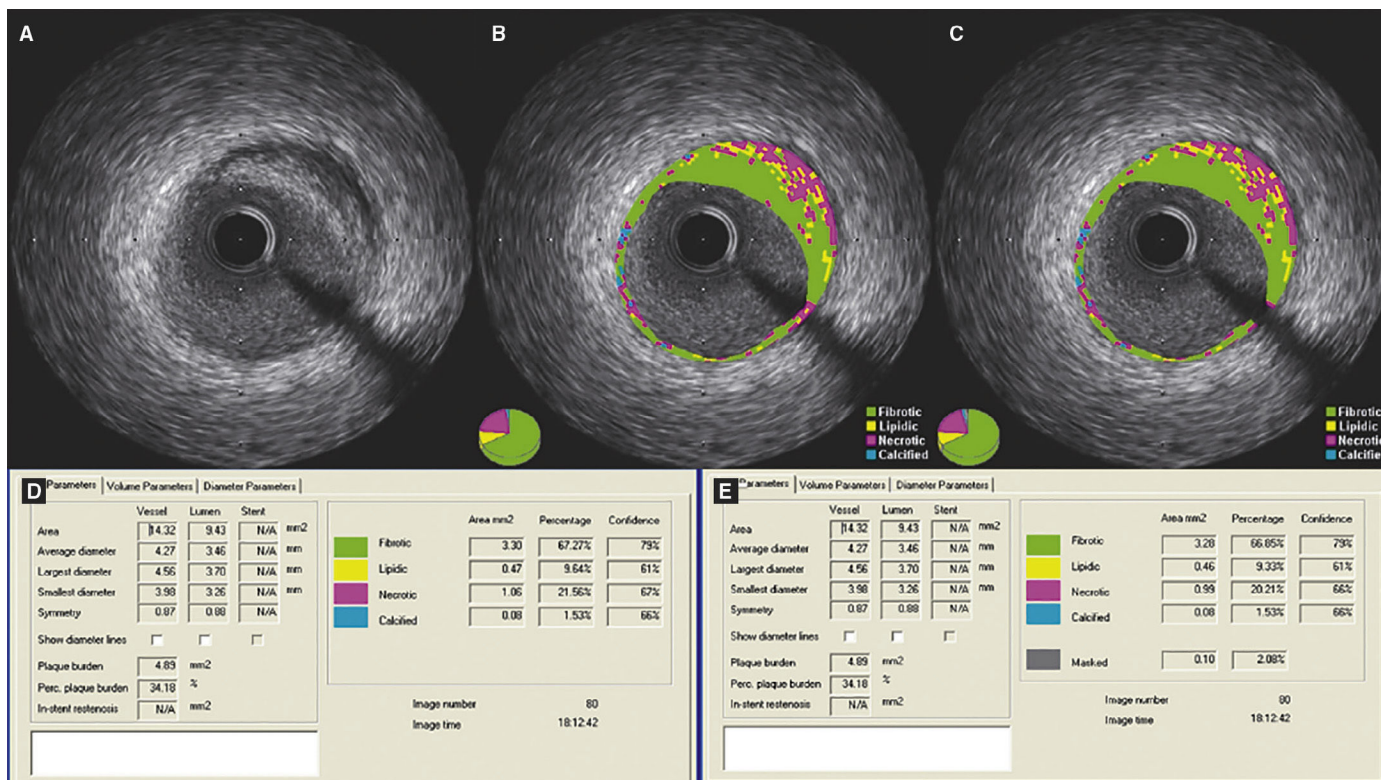 A
B
C
Fibrotic
Lipidic
Necrotic
Calcified
Fibrotic
Lipidic
Necrotic
Calcified
D Parameters Volume Parameters Diameter Parameters
Vessel Lumen Stent
Area 14.32 9.43 N/A mm2
Average diameter 4.27 3.46 N/A mm
Largest diameter 4.56 3.70 N/A mm
Smallest diameter 3.98 3.26 N/A mm
Symmetry 0.87 0.88 N/A
Show diameter lines
Plaque burden 4.89 mm2
Perc. plaque burden 34.18 %
In-stent restenosis N/A mm2
Area mm2 Percentage Confidence
Fibrotic 3.30 67.27% 79%
Lipidic 0.47 9.64% 61%
Necrotic 1.06 21.56% 67%
Calcified 0.08 1.53% 66%
Image number 80
Image time 18:12:42
E Parameters Volume Parameters Diameter Parameters
Vessel Lumen Stent
Area 14.32 9.43 N/A mm2
Average diameter 4.27 3.46 N/A mm
Largest diameter 4.56 3.70 N/A mm
Smallest diameter 3.98 3.26 N/A mm
Symmetry 0.87 0.88 N/A
Show diameter lines
Plaque burden 4.89 mm2
Perc. plaque burden 34.18 %
In-stent restenosis N/A mm2
Area mm2 Percentage Confidence
Fibrotic 3.28 66.85% 79%
Lipidic 0.46 9.33% 61%
Necrotic 0.99 20.21% 66%
Calcified 0.08 1.53% 66%
Masked 0.10 2.08%
Image number 80
Image time 18:12:42